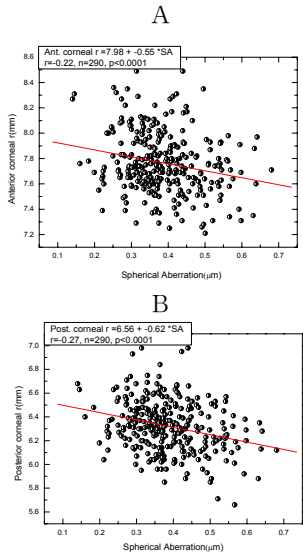 A
Ant. corneal r =7.98 + -0.55 *SA
r=-0.22, n=290, p<0.0001
8.6
8.4
8.2
8.0
7.8
7.6
7.4
7.2
Anterior corneal r(mm)
0.1 0.2 0.3 0.4 0.5 0.6 0.7
Spherical Aberration(μm)
B
Post. corneal r =6.56 + -0.62 *SA
r=-0.27, n=290, p<0.0001
7.0
6.8
6.6
6.4
6.2
6.0
5.8
5.6
Posterior corneal r(mm)
0.1 0.2 0.3 0.4 0.5 0.6 0.7
Spherical Aberration(μm)